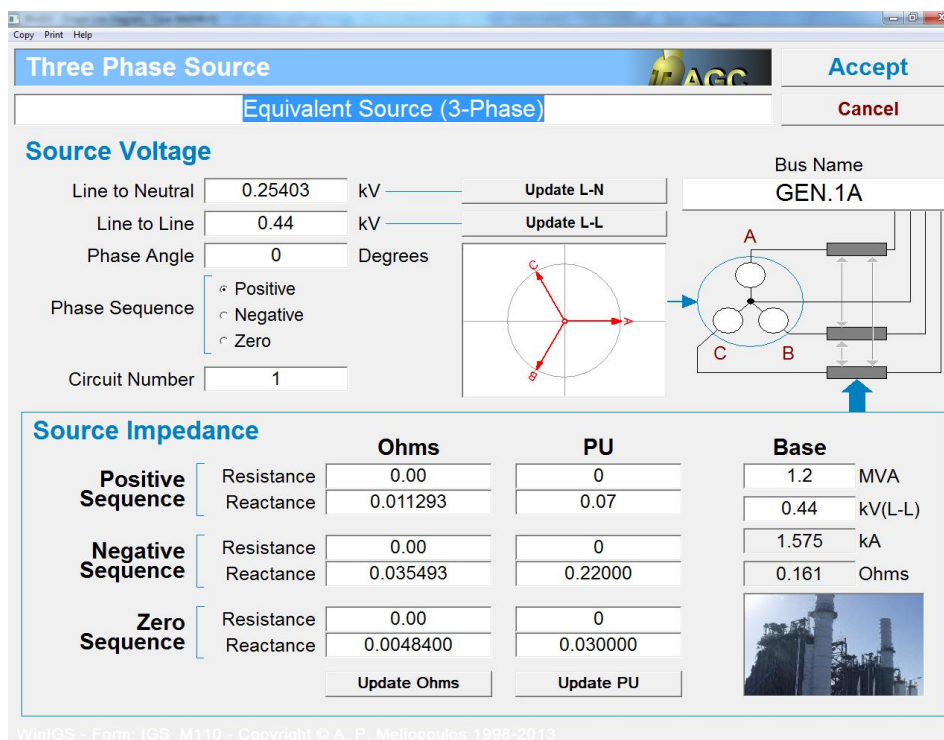 Copy Print Help
Three Phase Source
AGC
Accept
Equivalent Source (3-Phase)
Cancel
Source Voltage
Line to Neutral 0.25403 kV Update L-N
Line to Line 0.44 kV Update L-L
Phase Angle 0 Degrees
Phase Sequence
Positive
Negative
Zero
Circuit Number 1
C
A
B
Bus Name
GEN.1A
A
C B
Source Impedance
Ohms PU Base
Positive Sequence
Resistance 0.00 0
Reactance 0.011293 0.07
Negative Sequence
Resistance 0.00 0
Reactance 0.035493 0.22000
Zero Sequence
Resistance 0.00 0
Reactance 0.0048400 0.030000
Update Ohms Update PU
1.2 MVA
0.44 kV(L-L)
1.575 kA
0.161 Ohms
WinIGS - Form: IGS_M110 - Copyright © A. P. Meliopoulos 1998-2013